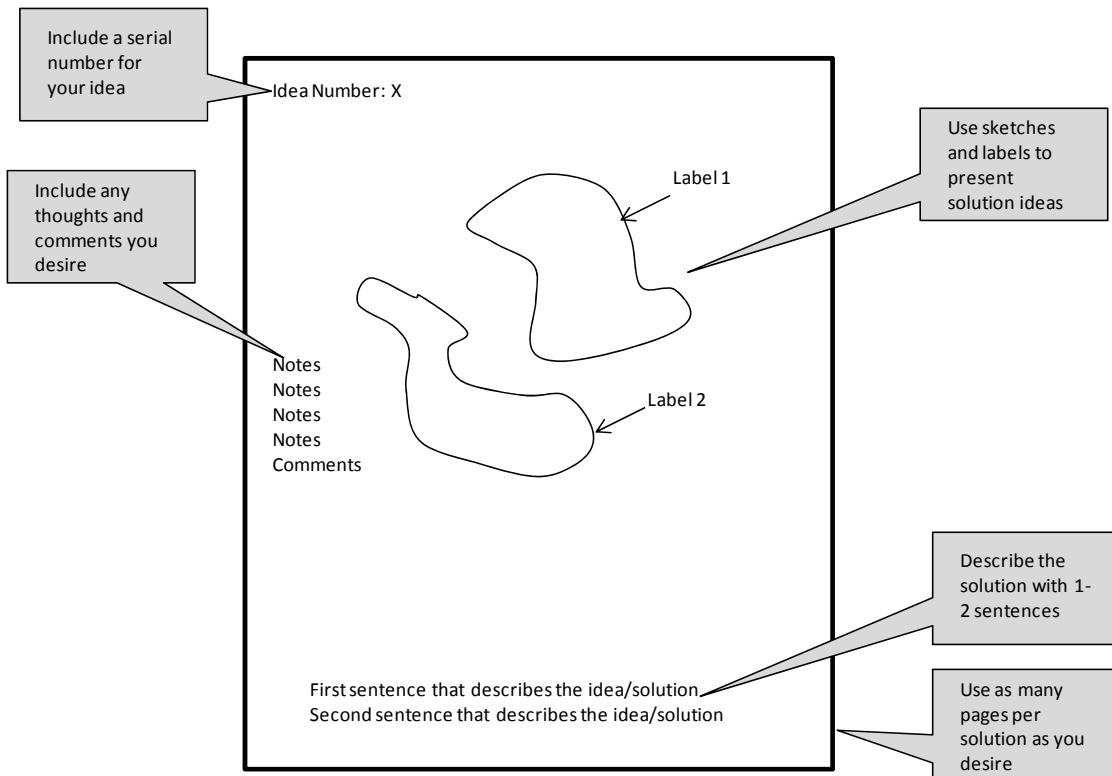 Include a serial
number for
your idea
Idea Number: X
Use sketches
and labels to
present
solution ideas
Label 1
Include any
thoughts and
comments you
desire
Notes
Notes
Notes
Notes
Comments
Label 2
Describe the
solution with 1-
2 sentences
First sentence that describes the idea/solution
Second sentence that describes the idea/solution
Use as many
pages per
solution as you
desire